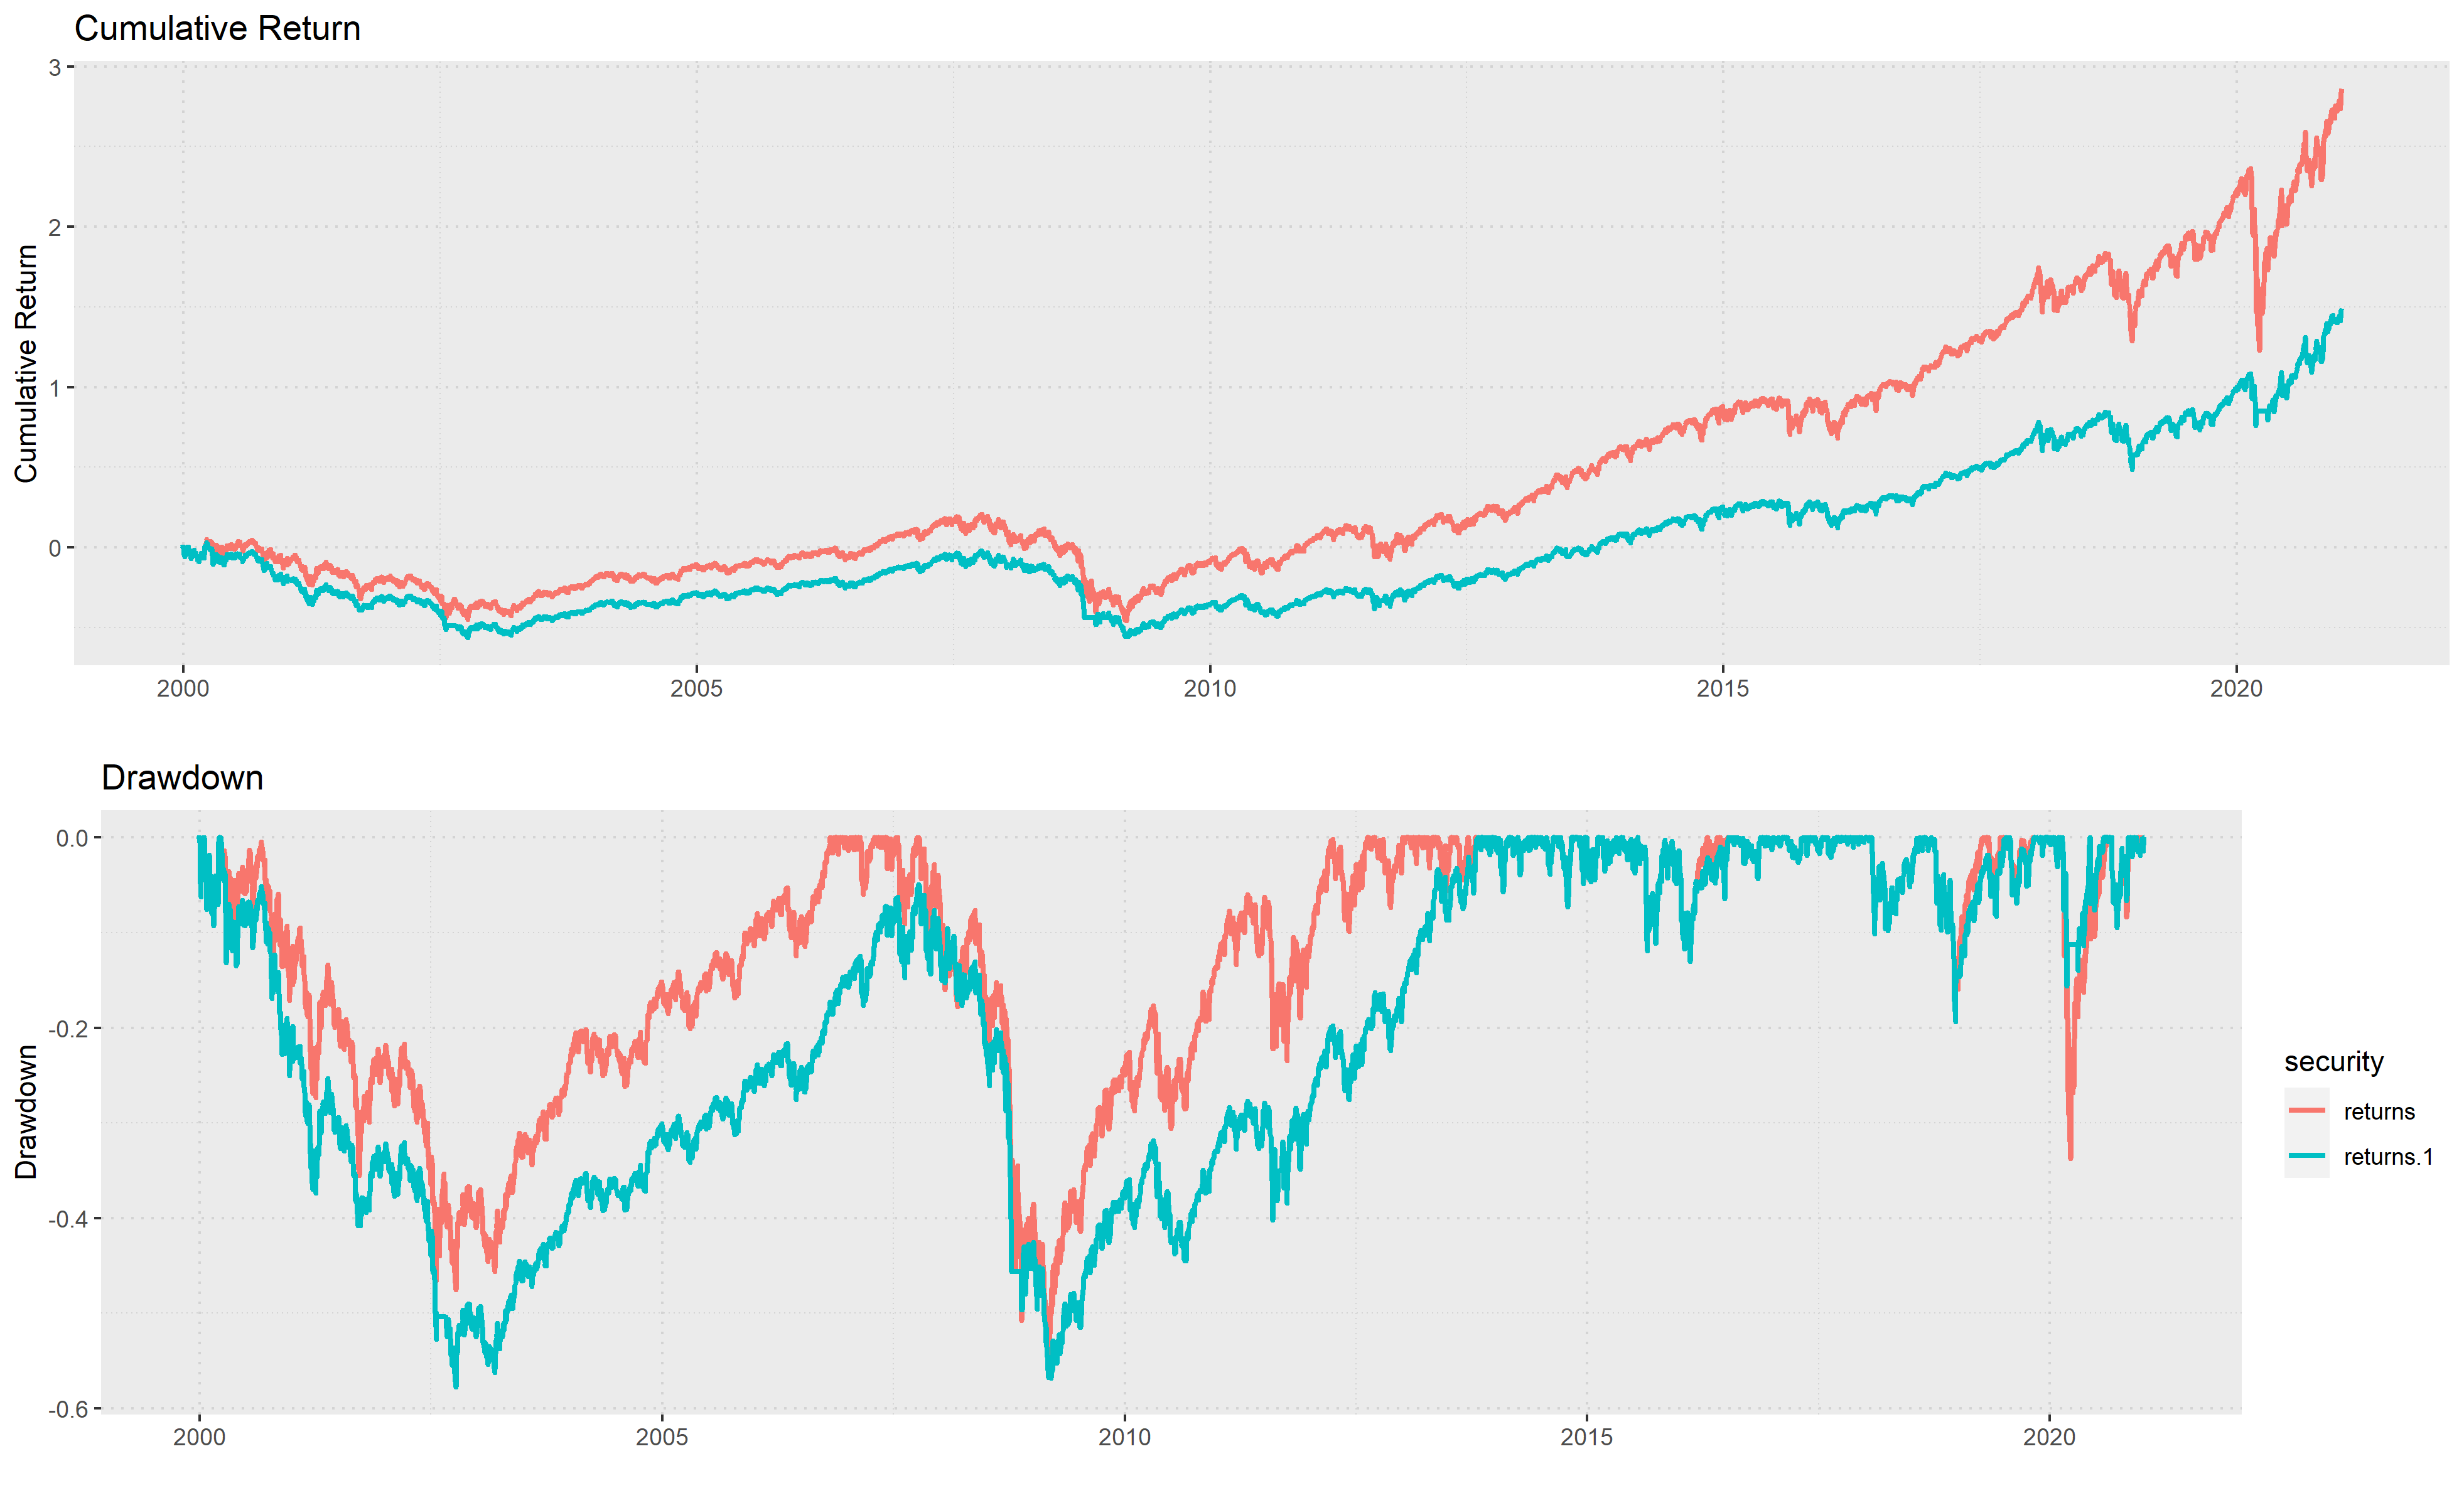 Cumulative Return
Cumulative Return
3
2
1
0
2000 2005 2010 2015 2020
Drawdown
Drawdown
0.0
-0.2
-0.4
-0.6
2000 2005 2010 2015 2020
security
returns
returns.1